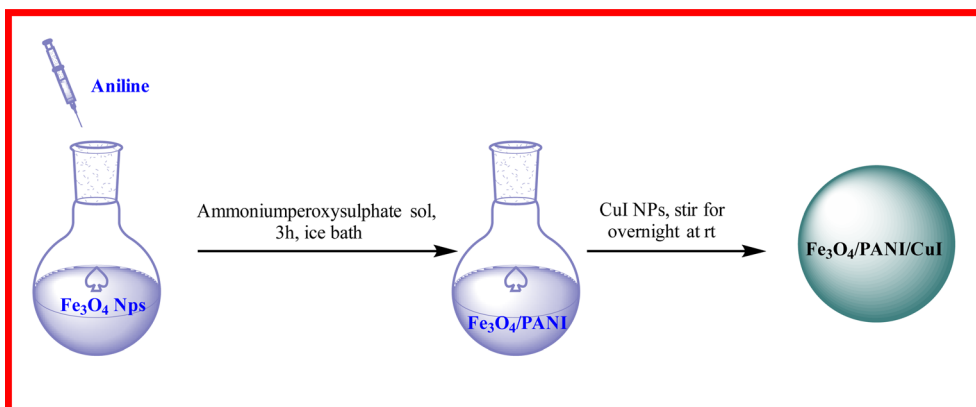 Aniline
Fe₃O₄ Nps
Ammoniumperoxysulphate sol,
3h, ice bath
Fe₃O₄/PANI
CuI NPs, stir for
overnight at rt
Fe₃O₄/PANI/CuI